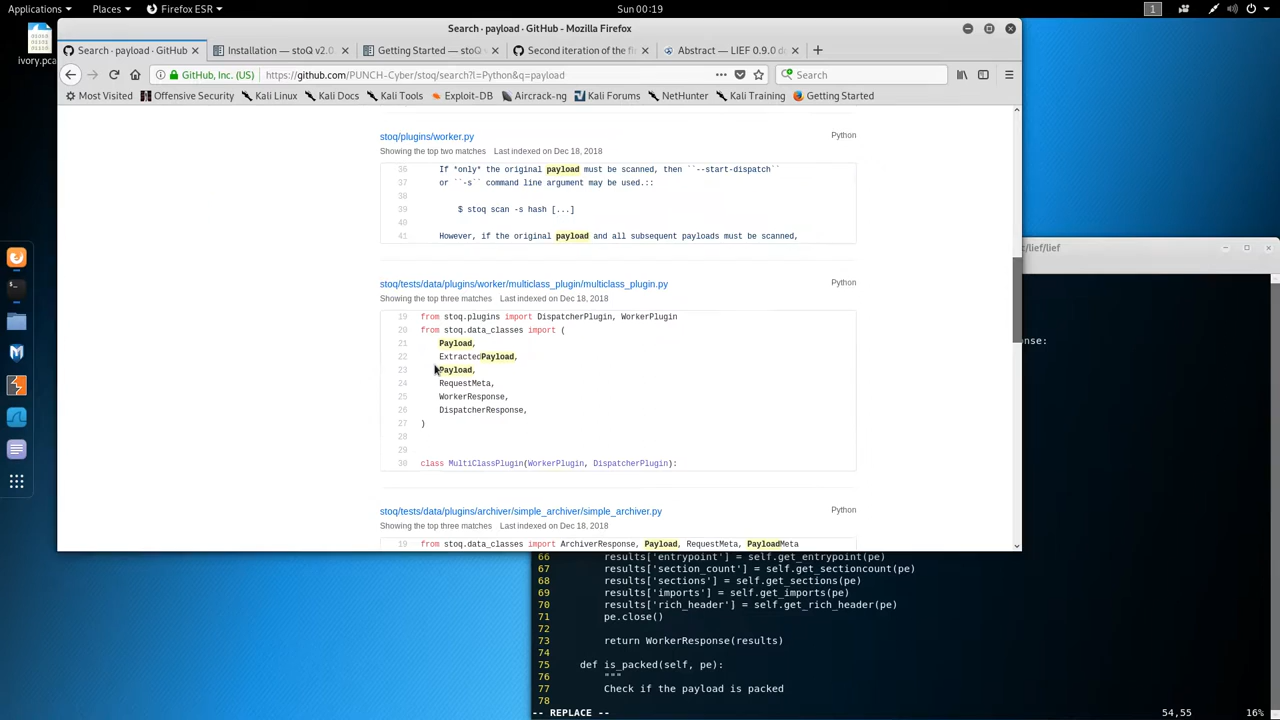 Applications Places Firefox ESR Sun 00:19 1
ivory.pca
Search · payload · GitHub - Mozilla Firefox
Search · payload · GitHub Installation — stoQ v2.0 Getting Started — stoQ Second iteration of the fi Abstract — LIEF 0.9.0 d
GitHub, Inc. (US) https://github.com/PUNCH-Cyber/stoq/search?l=Python&q=payload Search
Most Visited Offensive Security Kali Linux Kali Docs Kali Tools Exploit-DB Aircrack-ng Kali Forums NetHunter Kali Training Getting Started
stoq/plugins/worker.py Python
Showing the top two matches Last indexed on Dec 18, 2018
36 If *only* the original payload must be scanned, then ``--start-dispatch``
37 or ``-s`` command line argument may be used.::
38
39 $ stoq scan -s hash [...]
40
41 However, if the original payload and all subsequent payloads must be scanned,
stoq/tests/data/plugins/worker/multiclass_plugin/multiclass_plugin.py Python
Showing the top three matches Last indexed on Dec 18, 2018
19 from stoq.plugins import DispatcherPlugin, WorkerPlugin
20 from stoq.data_classes import (
21 Payload,
22 ExtractedPayload,
23 Payload,
24 RequestMeta,
25 WorkerResponse,
26 DispatcherResponse,
27 )
28
29
30 class MultiClassPlugin(WorkerPlugin, DispatcherPlugin):
stoq/tests/data/plugins/archiver/simple_archiver/simple_archiver.py Python
Showing the top three matches Last indexed on Dec 18, 2018
19 from stoq.data_classes import ArchiverResponse, Payload, RequestMeta, PayloadMeta
/lief/lief
nse:
66 results['entrypoint'] = self.get_entrypoint(pe)
67 results['section_count'] = self.get_sectioncount(pe)
68 results['sections'] = self.get_sections(pe)
69 results['imports'] = self.get_imports(pe)
70 results['rich_header'] = self.get_rich_header(pe)
71 pe.close()
72
73 return WorkerResponse(results)
74
75 def is_packed(self, pe):
76 """
77 Check if the payload is packed
78
-- REPLACE -- 54,55 16%